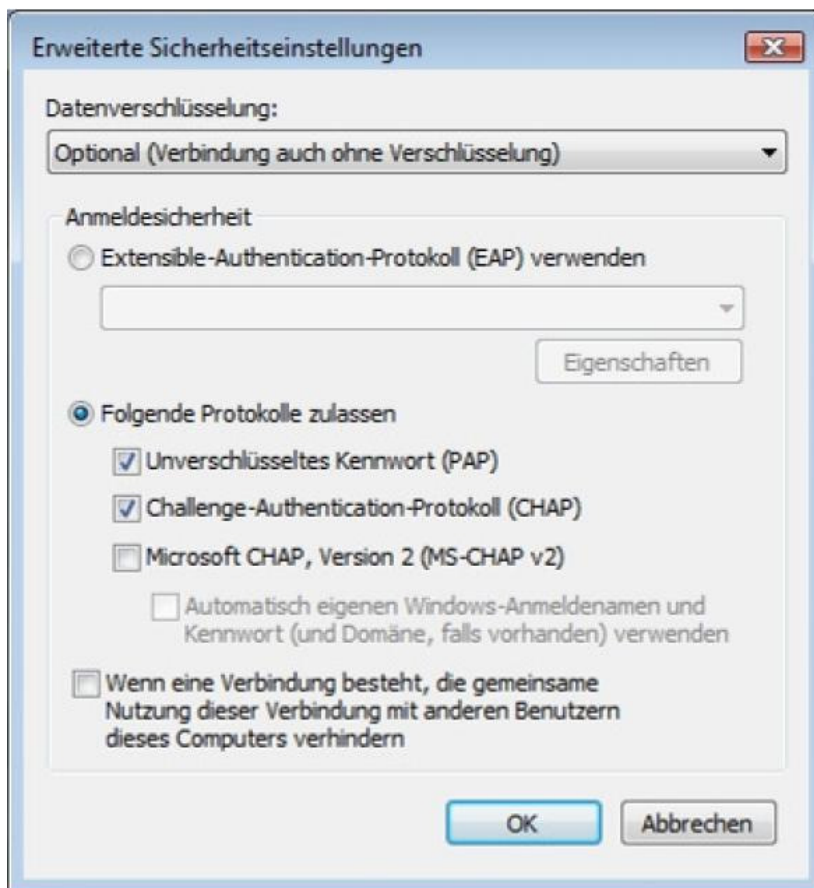 Erweiterte Sicherheitseinstellungen
Datenverschlüsselung:
Optional (Verbindung auch ohne Verschlüsselung)
Anmeldesicherheit
Extensible-Authentication-Protokoll (EAP) verwenden
Eigenschaften
Folgende Protokolle zulassen
Unverschlüsseltes Kennwort (PAP)
Challenge-Authentication-Protokoll (CHAP)
Microsoft CHAP, Version 2 (MS-CHAP v2)
Automatisch eigenen Windows-Anmeldenamen und
Kennwort (und Domäne, falls vorhanden) verwenden
Wenn eine Verbindung besteht, die gemeinsame
Nutzung dieser Verbindung mit anderen Benutzern
dieses Computers verhindern
OK Abbrechen